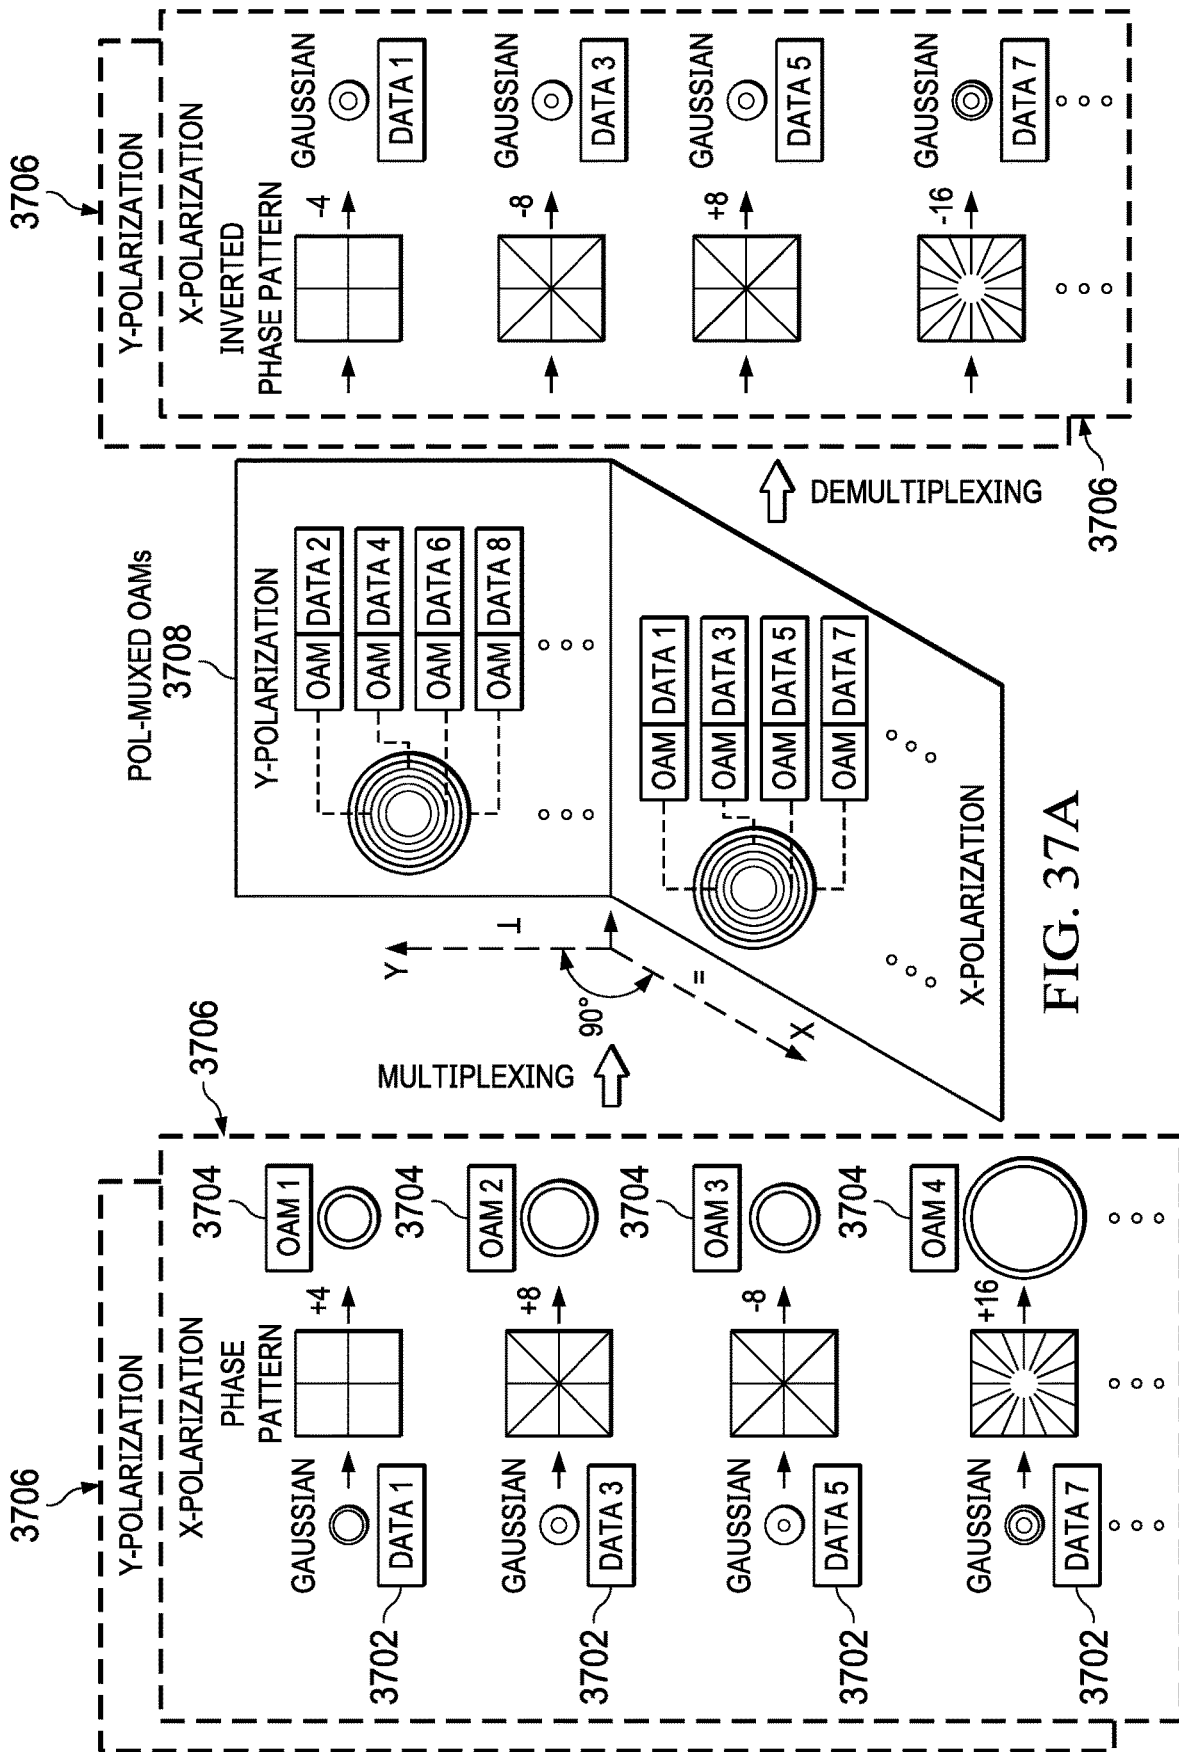 3706
Y-POLARIZATION
X-POLARIZATION
PHASE
PATTERN
GAUSSIAN
DATA 1
3702
+4
OAM 1
3704
GAUSSIAN
DATA 3
3702
+8
OAM 2
3704
GAUSSIAN
DATA 5
3702
-8
OAM 3
3704
GAUSSIAN
DATA 7
3702
+16
OAM 4
3704
3706
MULTIPLEXING
90°
Y
⊥
X
=
POL-MUXED OAMs
3708
Y-POLARIZATION
OAM DATA 2
OAM DATA 4
OAM DATA 6
OAM DATA 8
OAM DATA 1
OAM DATA 3
OAM DATA 5
OAM DATA 7
X-POLARIZATION
DEMULTIPLEXING
3706
Y-POLARIZATION
X-POLARIZATION
INVERTED
PHASE PATTERN
-4
GAUSSIAN
DATA 1
-8
GAUSSIAN
DATA 3
+8
GAUSSIAN
DATA 5
-16
GAUSSIAN
DATA 7
3706
FIG. 37A